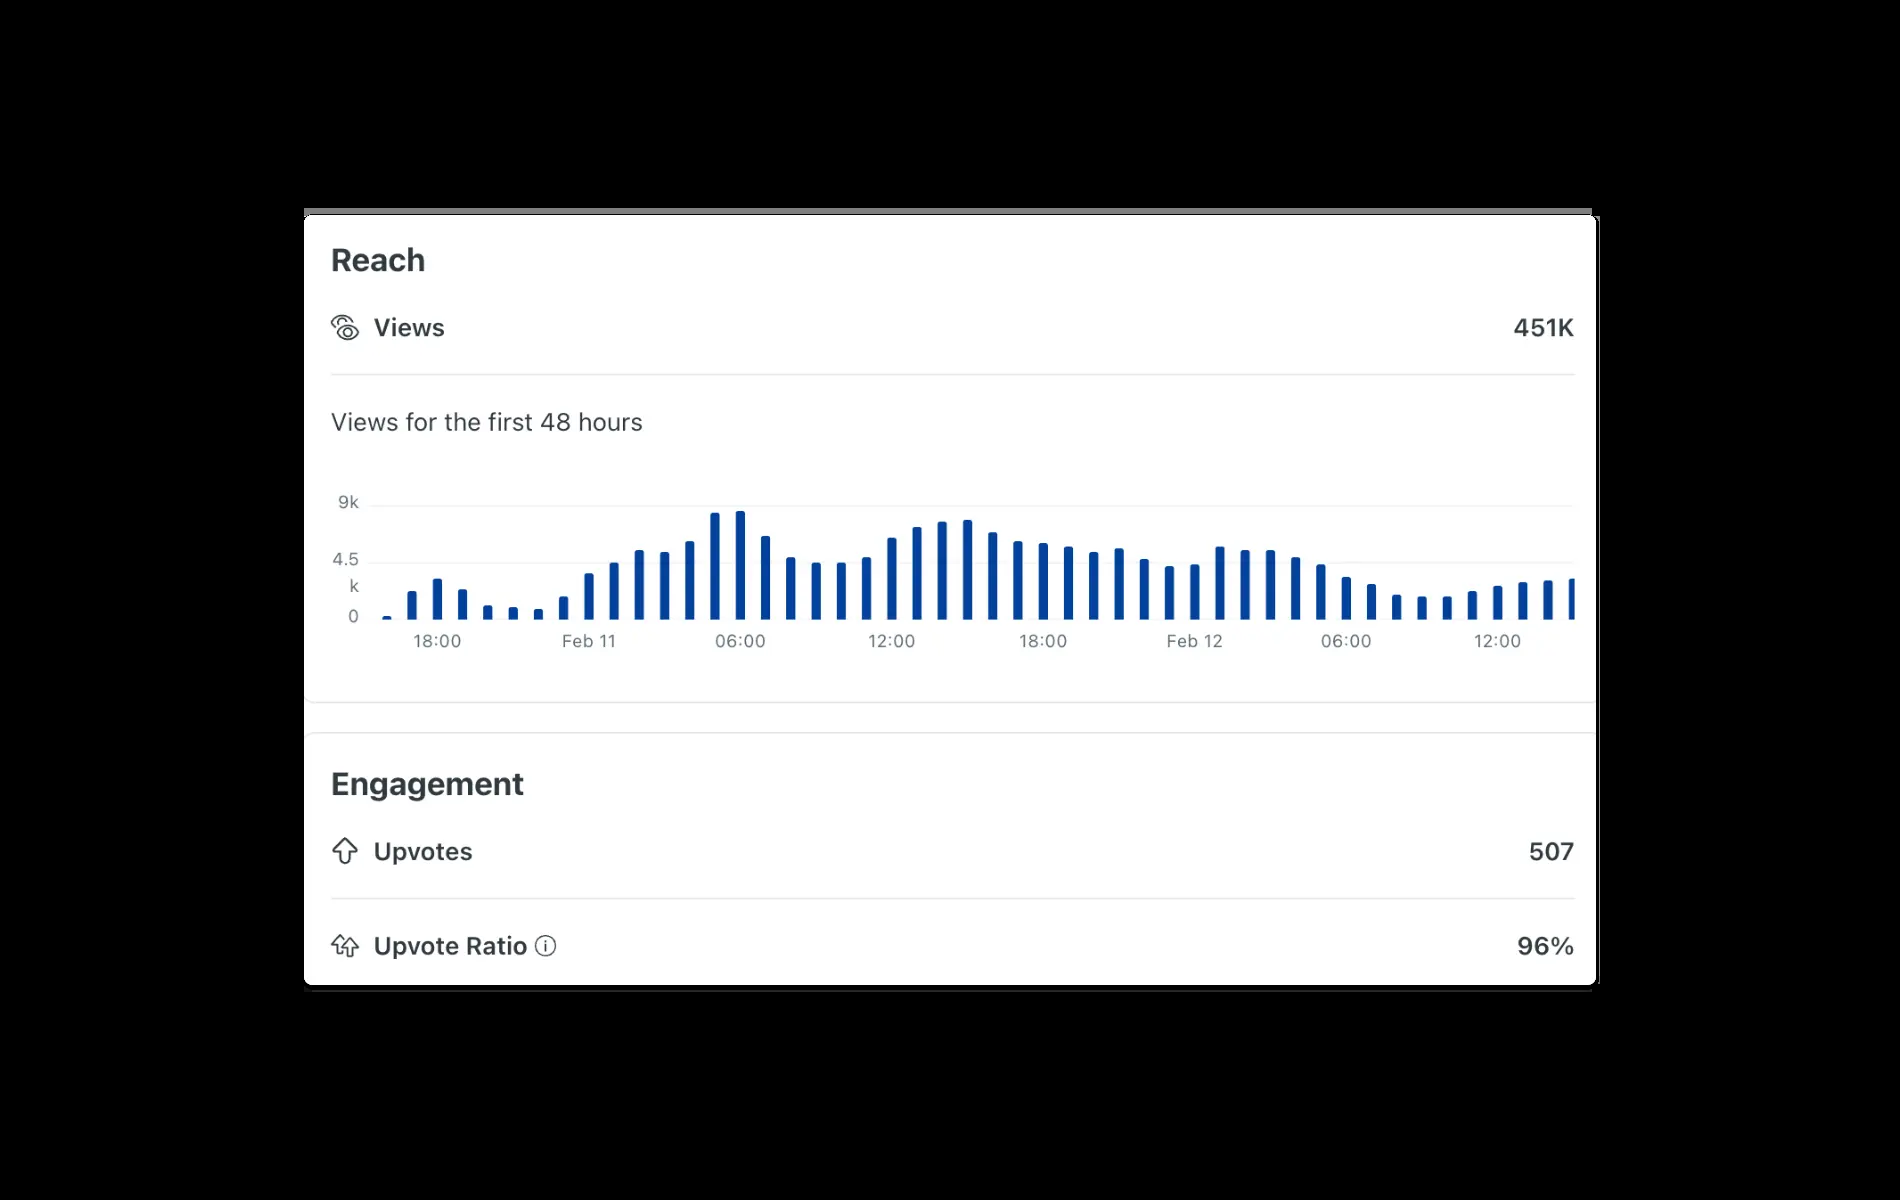 Reach
Views
451K
Views for the first 48 hours
9k
4.5
k
0
18:00 Feb 11 06:00 12:00 18:00 Feb 12 06:00 12:00
Engagement
Upvotes
507
Upvote Ratio
96%